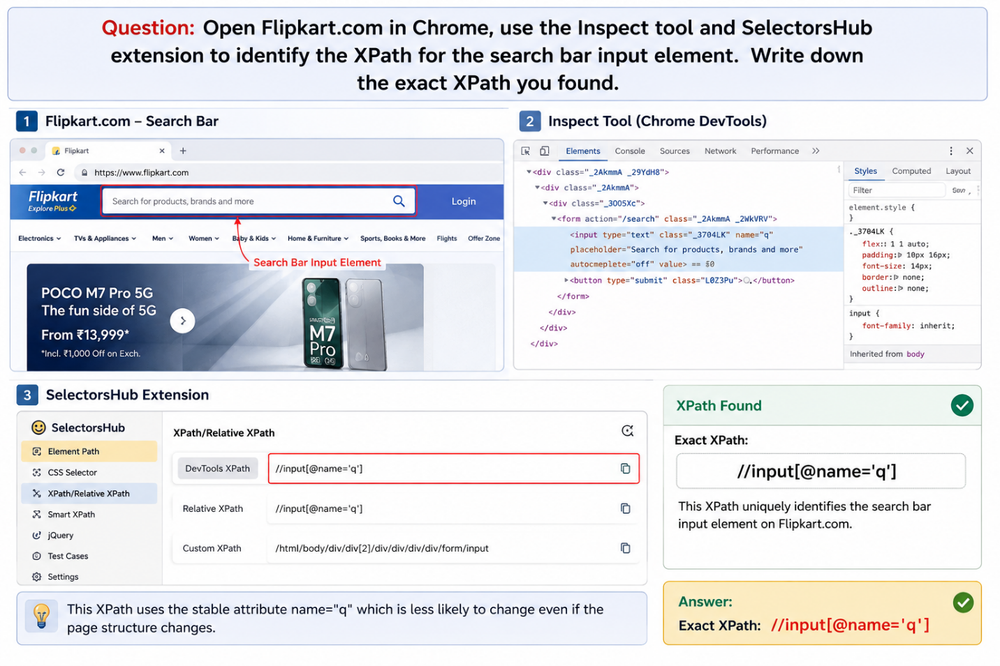 Question: Open Flipkart.com in Chrome, use the Inspect tool and SelectorsHub
extension to identify the XPath for the search bar input element. Write down
the exact XPath you found.
1 Flipkart.com – Search Bar
Flipkart
https://www.flipkart.com
Flipkart
Explore Plus
Search for products, brands and more
Login
Electronics
TVs & Appliances
Men
Women
Baby & Kids
Home & Furniture
Sports, Books & More
Flights
Offer Zone
Search Bar Input Element
POCO M7 Pro 5G
The fun side of 5G
From ₹13,999*
*Incl. ₹1,000 Off on Exch.
M7
Pro
2 Inspect Tool (Chrome DevTools)
Elements Console Sources Network Performance >>
<div class="_2AkmmA _29YdH8">
<div class="_2AkmmA">
<div class="_3OO5Xc">
<form action="/search" class="_2AkmmA _2WkVRV">
<input type="text" class="_3704LK" name="q"
placeholder="Search for products, brands and more"
autocmeplete="off" value> == $0
<button type="submit" class="L0Z3Pu"></button>
</form>
</div>
</div>
</div>
Styles Computed Layout
Filter
element.style {
}
._3704LK {
flex:: 1 1 auto;
padding: 10px 16px;
font-size: 14px;
border: none;
outline: none;
}
input {
font-family: inherit;
}
Inherited from body
3 SelectorsHub Extension
SelectorsHub
Element Path
CSS Selector
XPath/Relative XPath
Smart XPath
jQuery
Test Cases
Settings
XPath/Relative XPath
DevTools XPath //input[@name='q']
Relative XPath //input[@name='q']
Custom XPath /html/body/div/div[2]/div/div/div/div/form/input
This XPath uses the stable attribute name="q" which is less likely to change even if the
page structure changes.
XPath Found
Exact XPath:
//input[@name='q']
This XPath uniquely identifies the search bar
input element on Flipkart.com.
Answer:
Exact XPath: //input[@name='q']